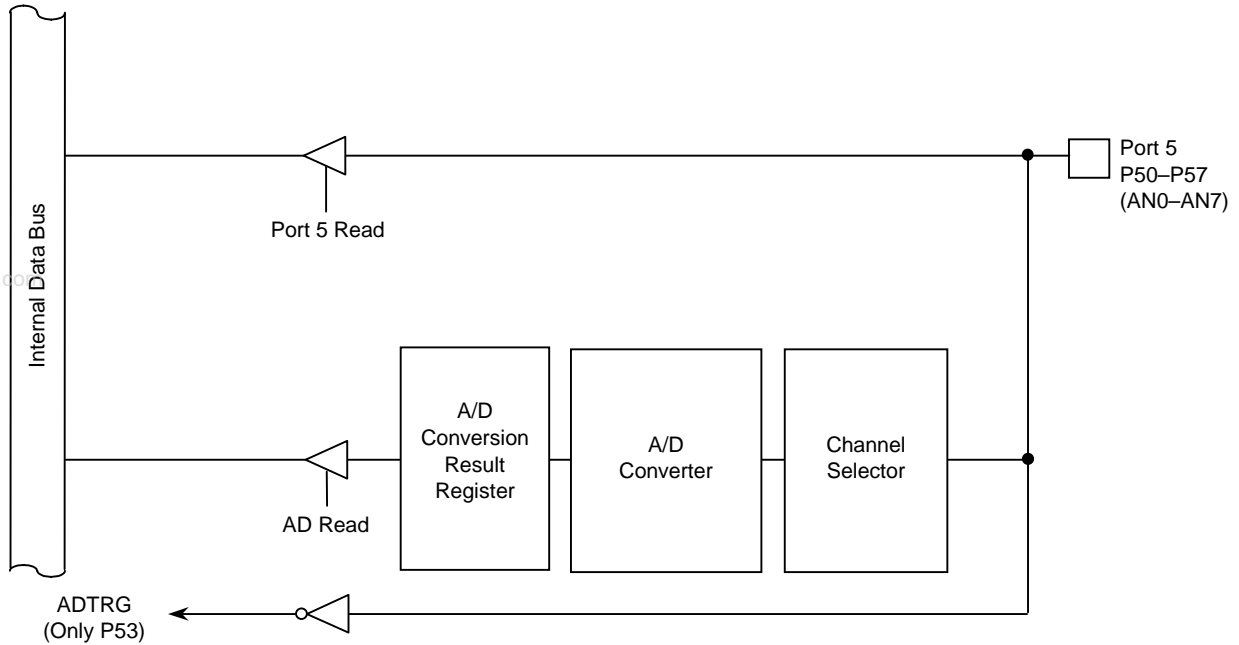 Port 5
P50–P57
(AN0–AN7)
Port 5 Read
Internal Data Bus
.com
A/D
Conversion
Result
Register
A/D
Converter
Channel
Selector
AD Read
ADTRG
(Only P53)